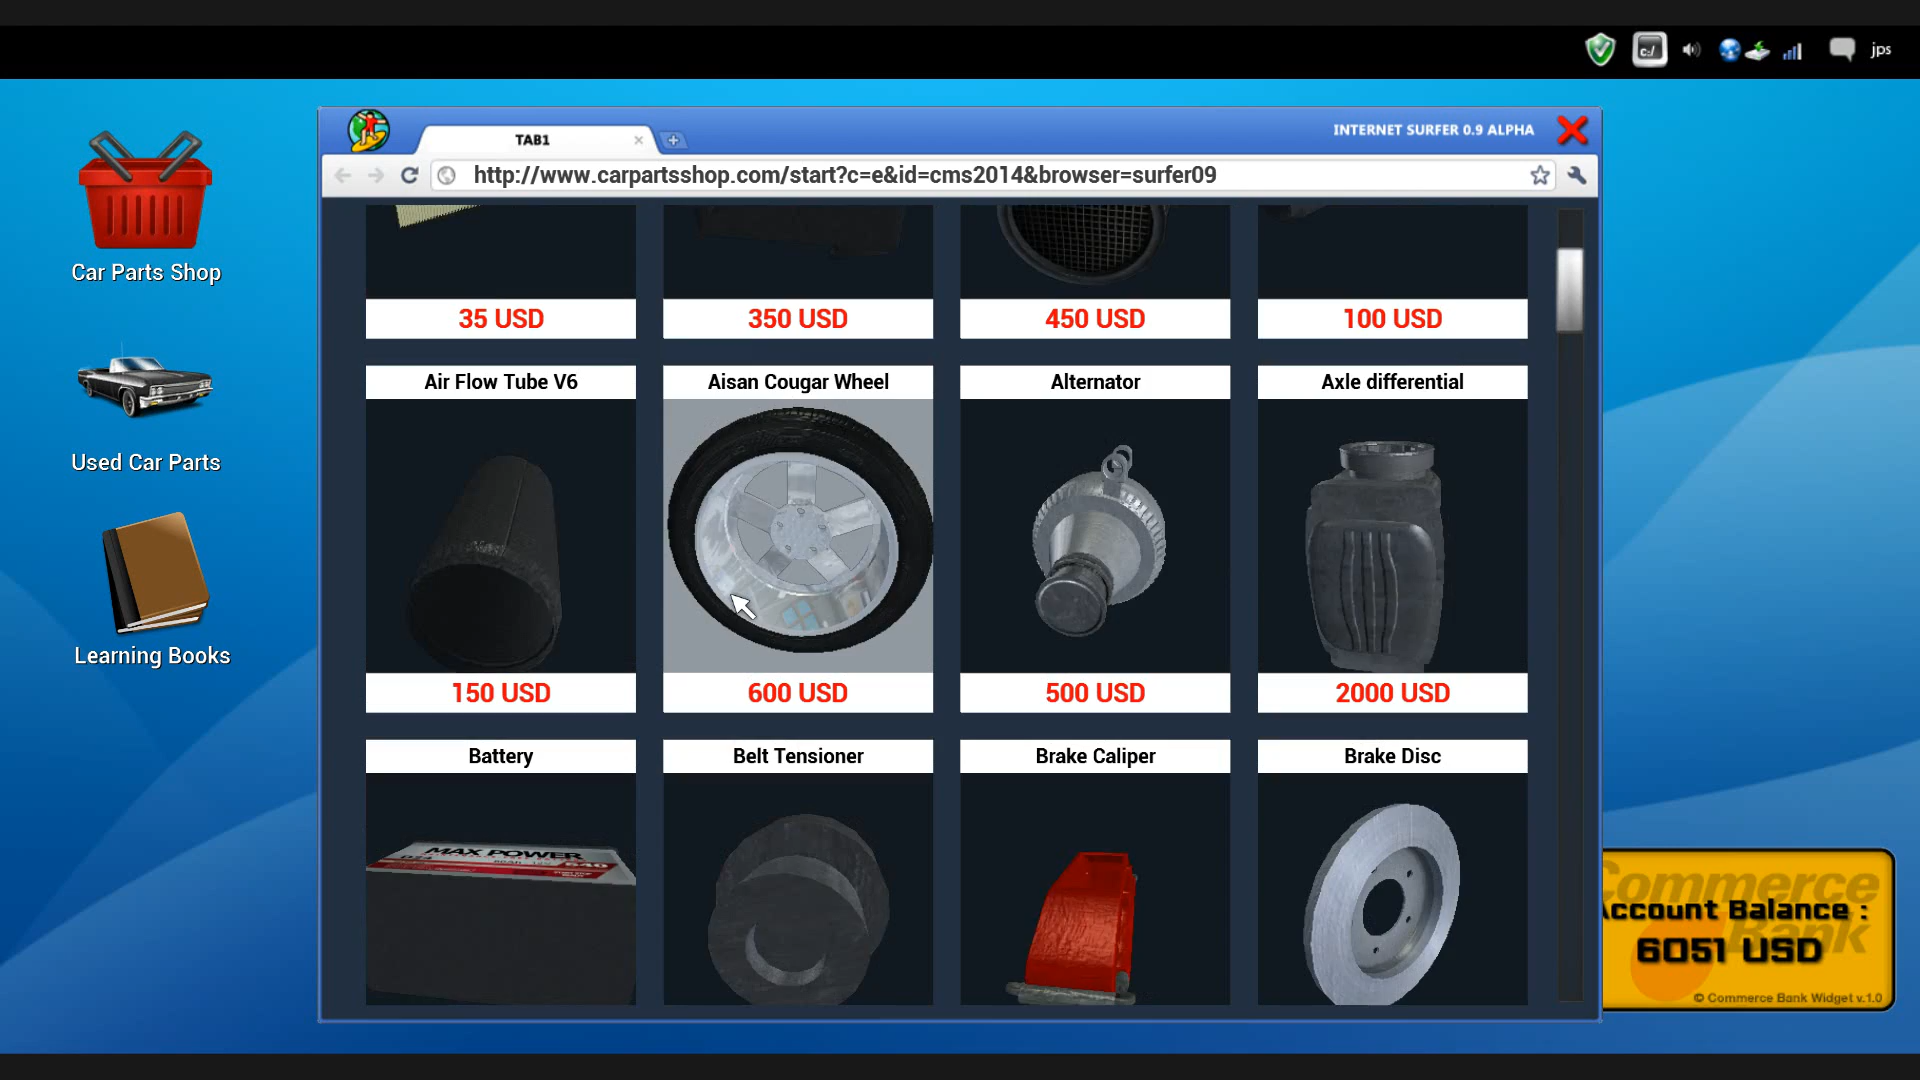 c:/
jps
TAB1
INTERNET SURFER 0.9 ALPHA
http://www.carpartsshop.com/start?c=e&id=cms2014&browser=surfer09
Car Parts Shop
Used Car Parts
Learning Books
35 USD
350 USD
450 USD
100 USD
Air Flow Tube V6
Aisan Cougar Wheel
Alternator
Axle differential
150 USD
600 USD
500 USD
2000 USD
Battery
Belt Tensioner
Brake Caliper
Brake Disc
MAX POWER
640
Commerce
Bank
Account Balance :
6051 USD
© Commerce Bank Widget v.1.0